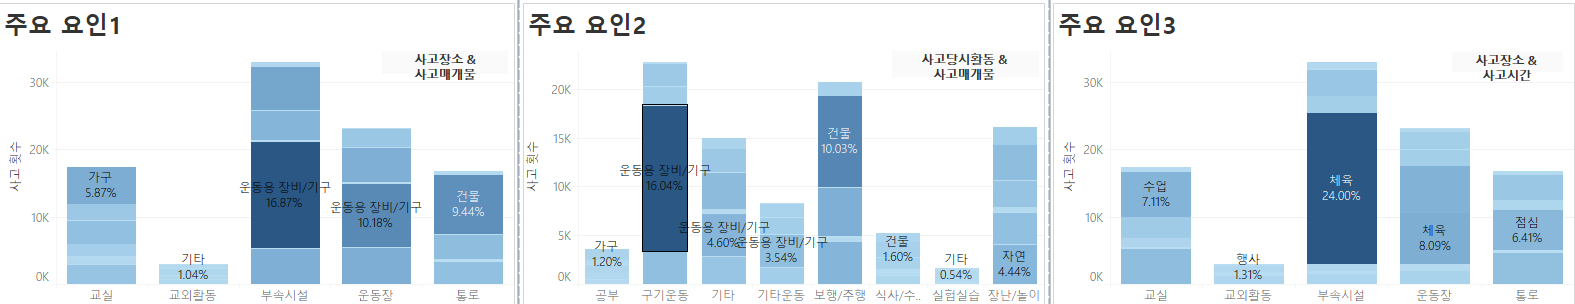 주요 요인1
사고장소 &
사고매개물
사고 횟수
30K
20K
10K
0K
가구
5.87%
기타
1.04%
운동용 장비/기구
16.87%
운동용 장비/기구
10.18%
건물
9.44%
교실
교외활동
부속시설
운동장
통로
주요 요인2
사고당시활동 &
사고매개물
사고 횟수
20K
15K
10K
5K
0K
가구
1.20%
운동용 장비/기구
16.04%
운동용 장비/기구
4.60%
운동용 장비/기구
3.54%
건물
10.03%
건물
1.60%
기타
0.54%
자연
4.44%
공부
구기운동
기타
기타운동
보행/주행
식사/수..
실험실습
장난/놀이
주요 요인3
사고장소 &
사고시간
사고 횟수
30K
20K
10K
0K
수업
7.11%
행사
1.31%
체육
24.00%
체육
8.09%
점심
6.41%
교실
교외활동
부속시설
운동장
통로